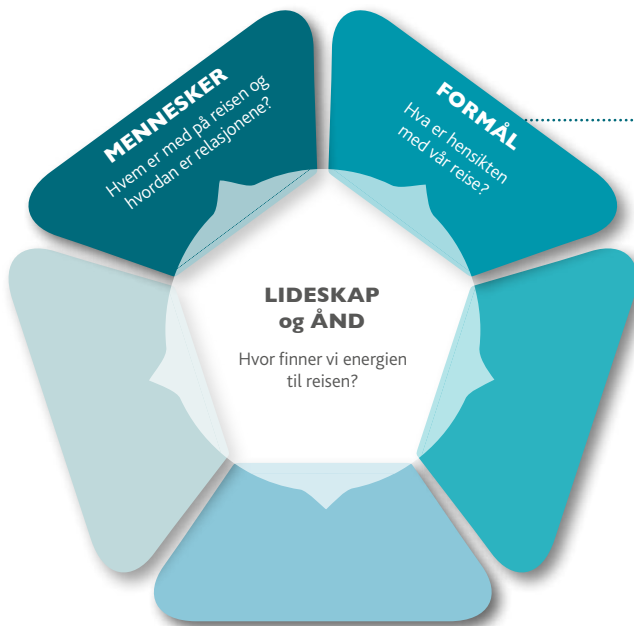 MENNESKER
Hvem er med på reisen og
hvordan er relasjonene?
FORMÅL
Hva er hensikten
med vår reise?
LIDESKAP
og ÅND
Hvor finner vi energien
til reisen?